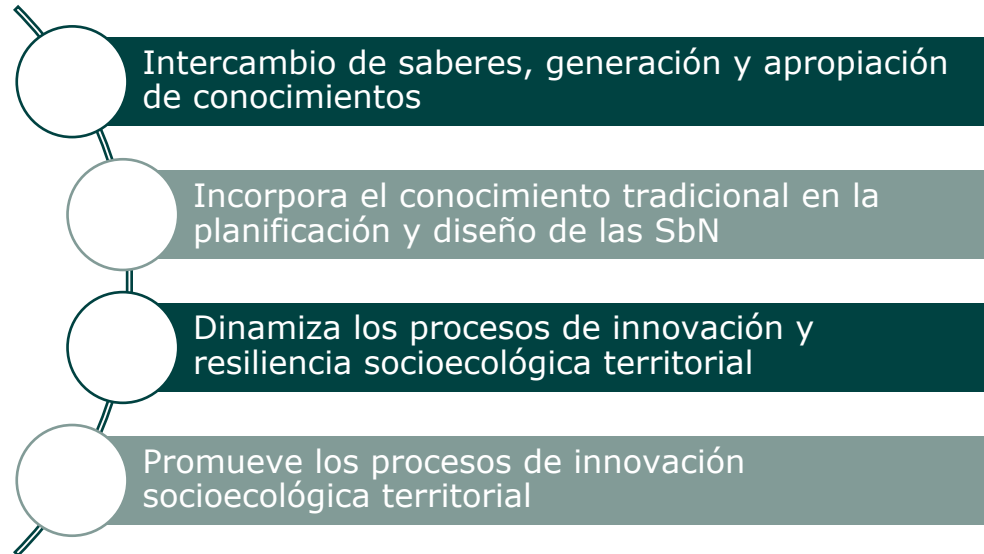 Intercambio de saberes, generación y apropiación
de conocimientos
Incorpora el conocimiento tradicional en la
planificación y diseño de las SbN
Dinamiza los procesos de innovación y
resiliencia socioecológica territorial
Promueve los procesos de innovación
socioecológica territorial